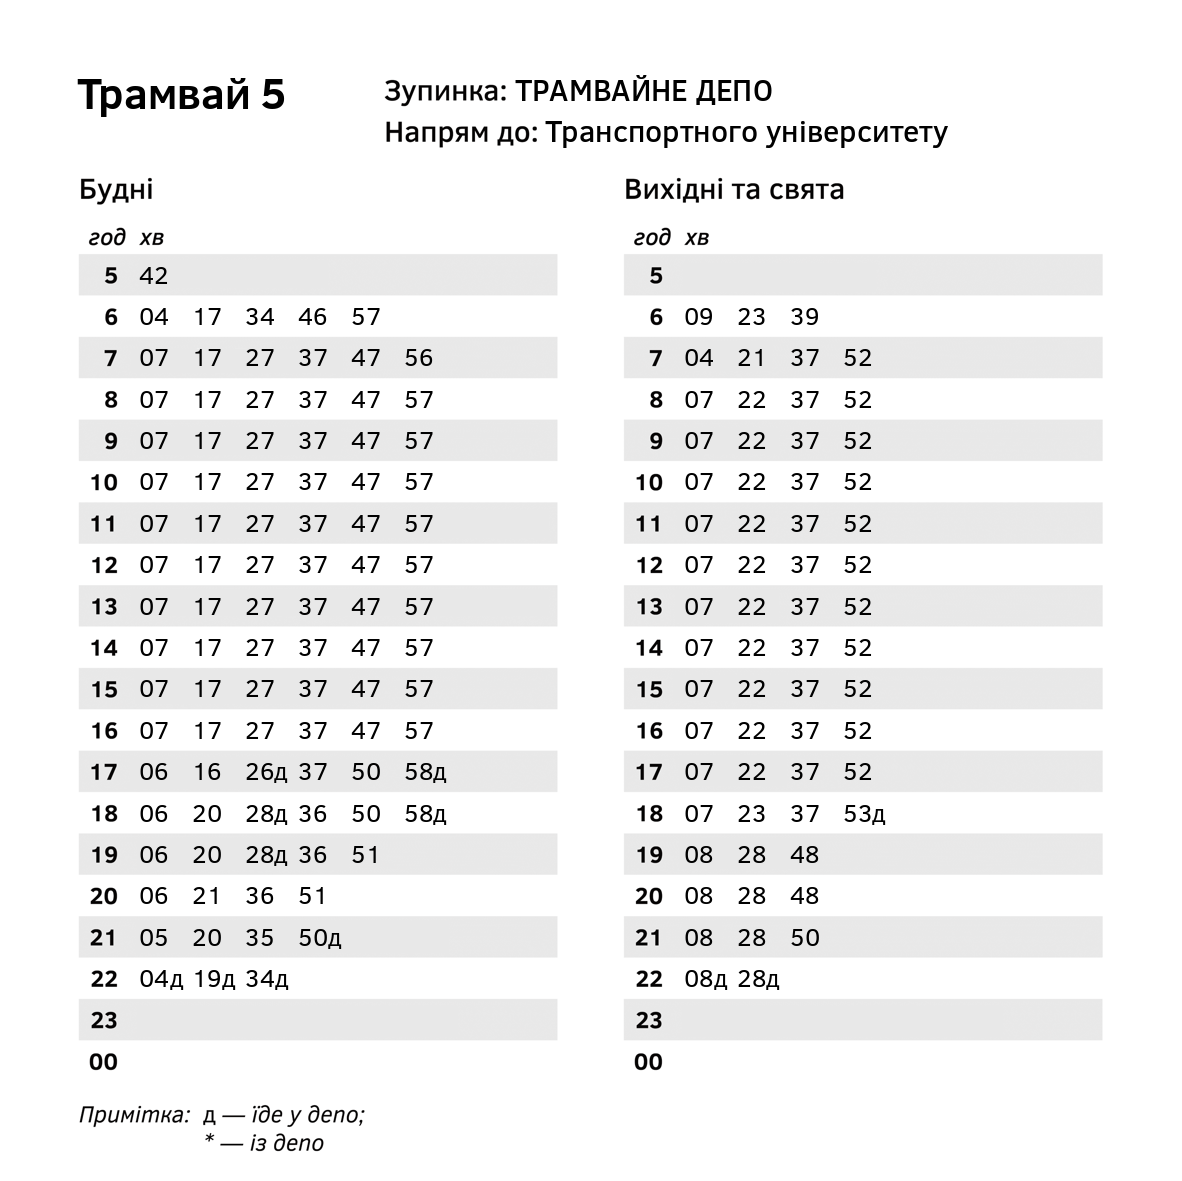 Трамвай 5
Зупинка: ТРАМВАЙНЕ ДЕПО
Напрям до: Транспортного університету
Будні
год хв
5 42
6 04 17 34 46 57
7 07 17 27 37 47 56
8 07 17 27 37 47 57
9 07 17 27 37 47 57
10 07 17 27 37 47 57
11 07 17 27 37 47 57
12 07 17 27 37 47 57
13 07 17 27 37 47 57
14 07 17 27 37 47 57
15 07 17 27 37 47 57
16 07 17 27 37 47 57
17 06 16 26д 37 50 58д
18 06 20 28д 36 50 58д
19 06 20 28д 36 51
20 06 21 36 51
21 05 20 35 50д
22 04д 19д 34д
23
00
Вихідні та свята
год хв
5
6 09 23 39
7 04 21 37 52
8 07 22 37 52
9 07 22 37 52
10 07 22 37 52
11 07 22 37 52
12 07 22 37 52
13 07 22 37 52
14 07 22 37 52
15 07 22 37 52
16 07 22 37 52
17 07 22 37 52
18 07 23 37 53д
19 08 28 48
20 08 28 48
21 08 28 50
22 08д 28д
23
00
Примітка: д — їде у депо;
* — із депо